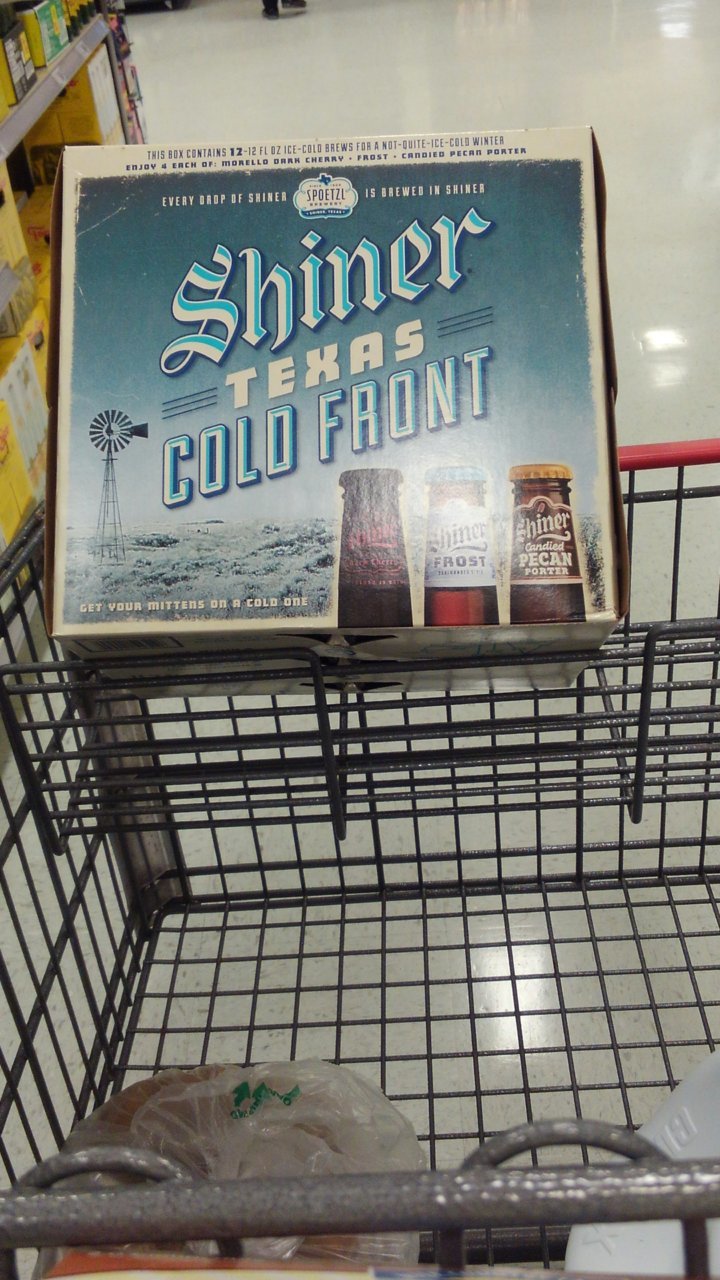 THIS BOX CONTAINS 12-12 FL OZ ICE-COLD BREWS FOR A NOT-QUITE-ICE-COLD WINTER
ENJOY 4 EACH OF: MORELLO DARK CHERRY • FROST • CANDIED PECAN PORTER
EVERY DROP OF SHINER
SPOETZL
BREWERY
SHINER, TEXAS
IS BREWED IN SHINER
Shiner
TEXAS
COLD FRONT
Shiner
FROST
Shiner
Candied
PECAN
PORTER
GET YOUR MITTENS ON A COLD ONE